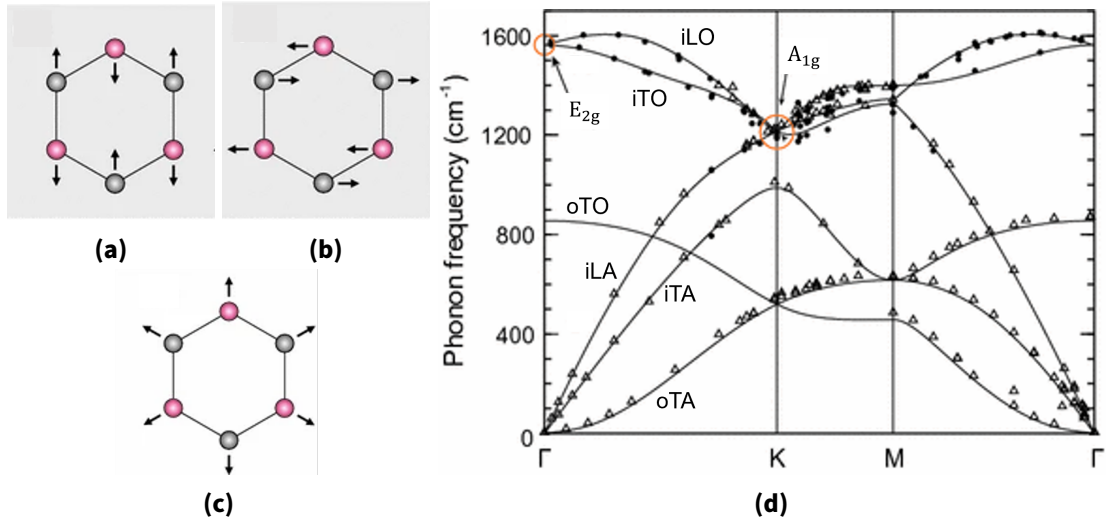 (a)
(b)
(c)
Phonon frequency (cm⁻¹)
1600
1200
800
400
0
iLO
iTO
E₂g
A₁g
oTO
iLA
iTA
oTA
Γ
K
M
Γ
(d)